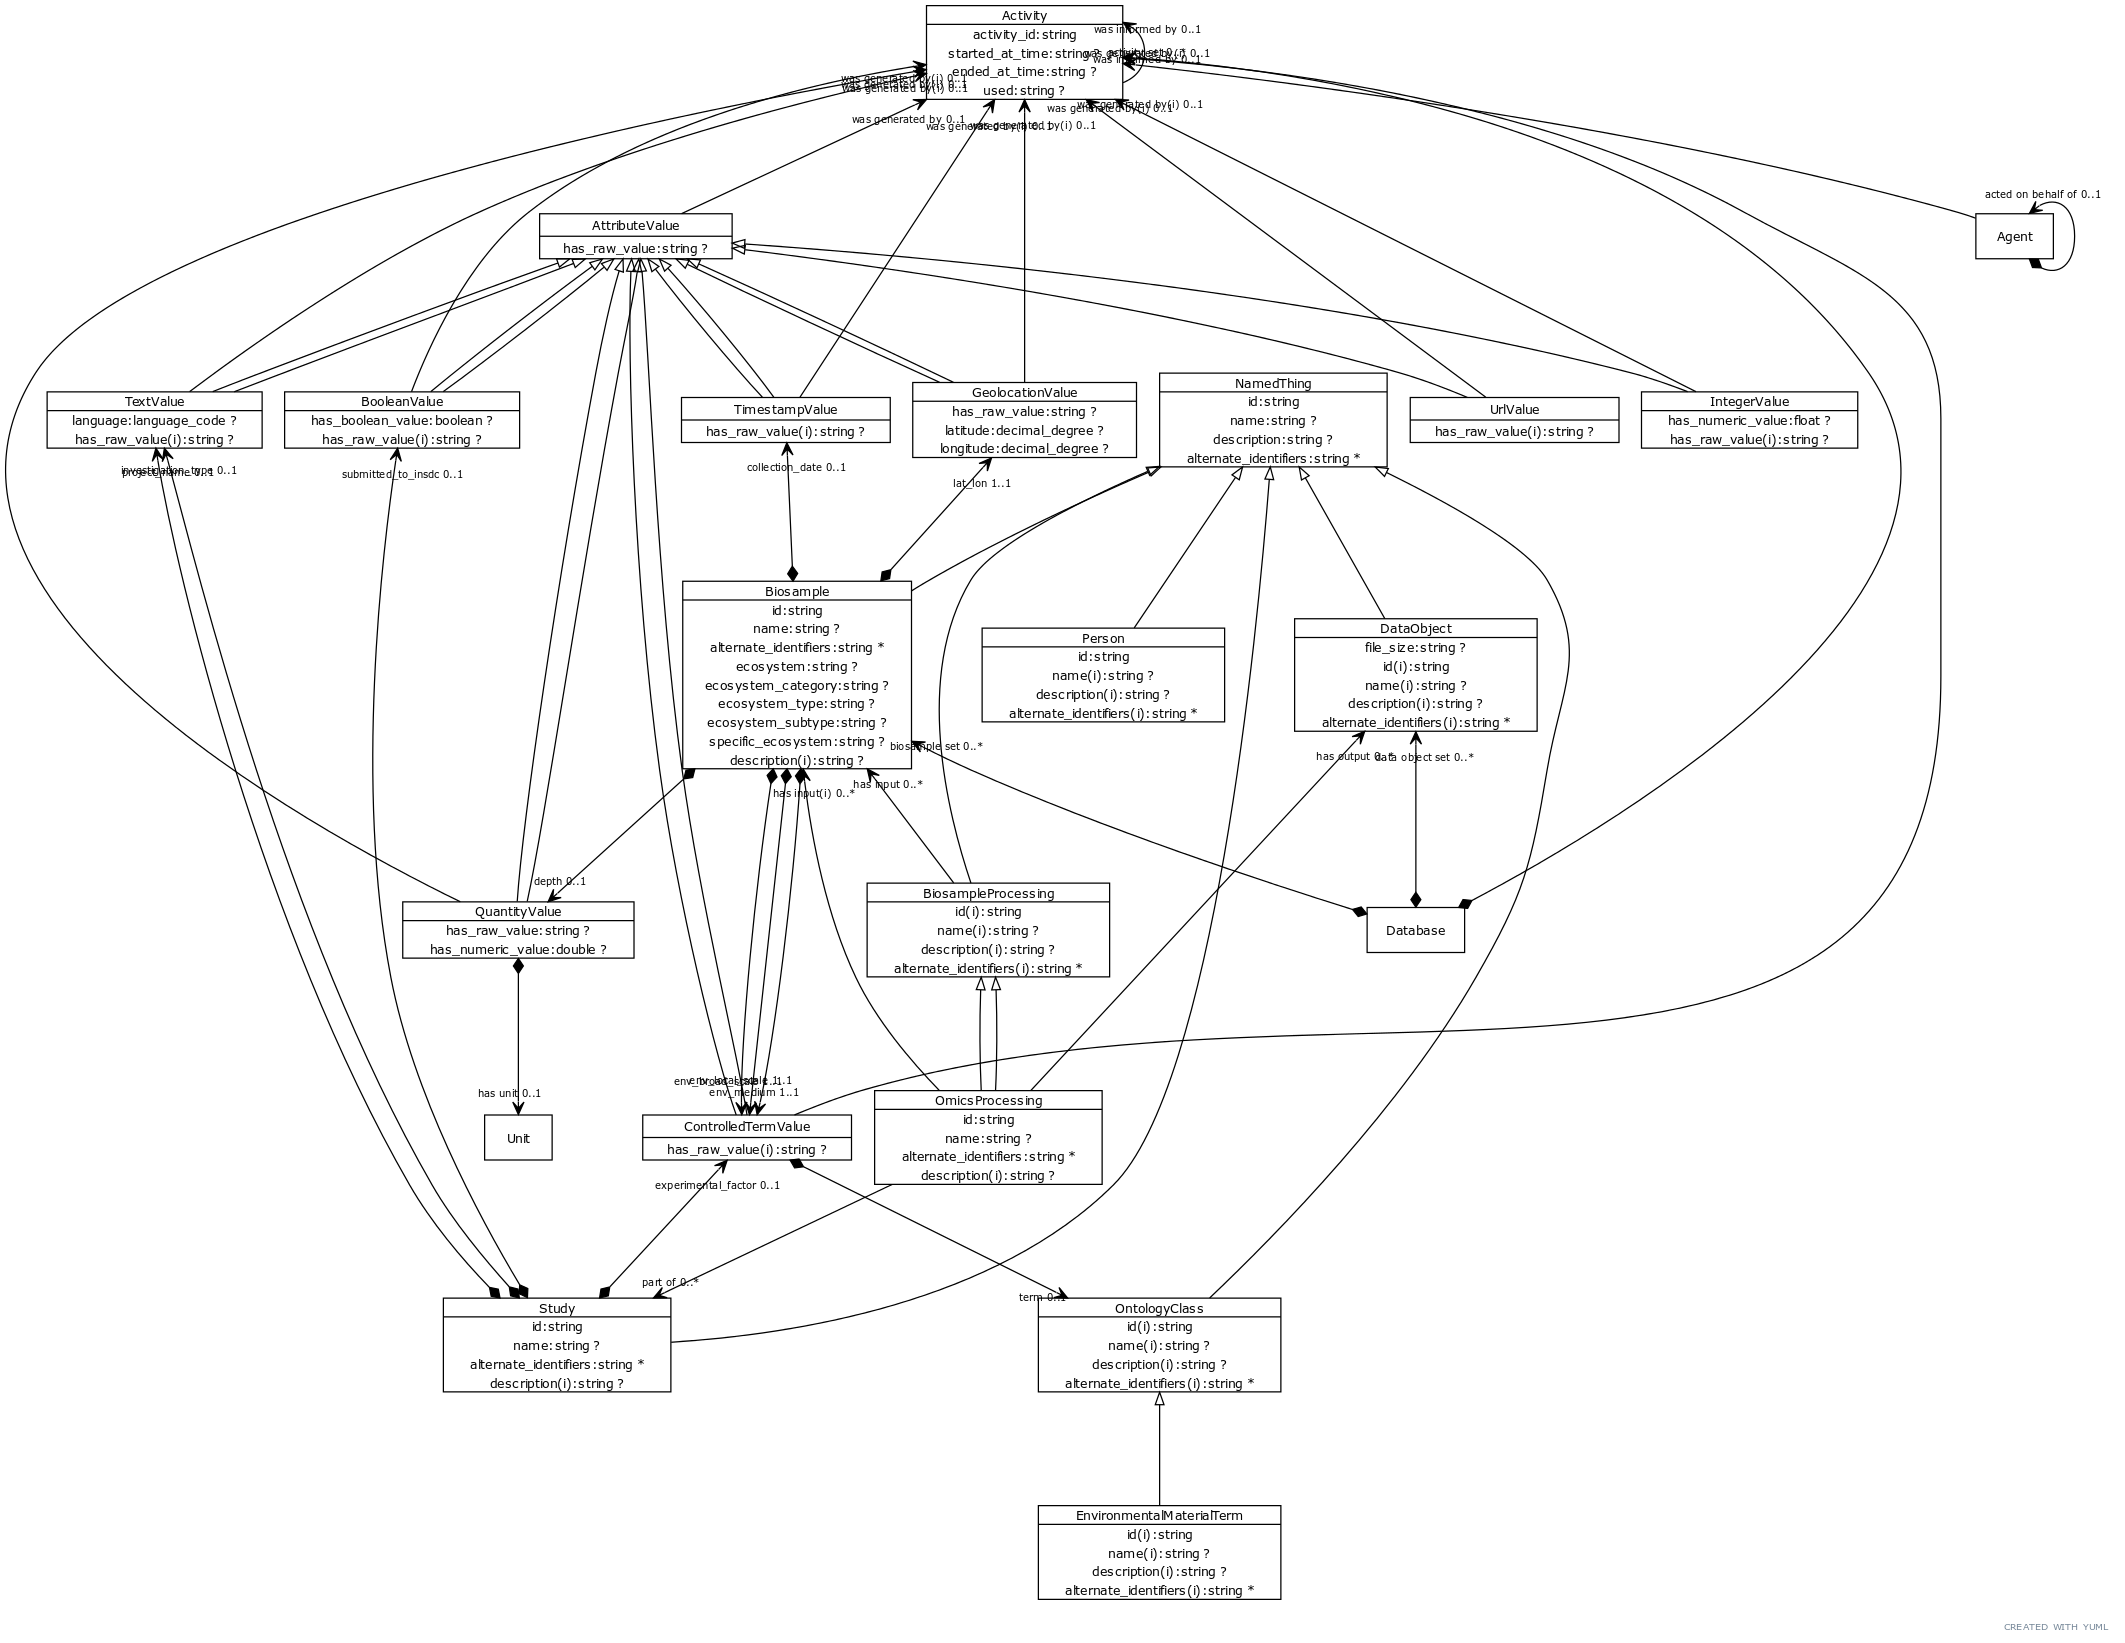 Activity
activity_id:string
started_at_time:string ?
ended_at_time:string ?
used:string ?
was informed by 0..1
activity set 0..*
was generated by(i) 0..1
was informed by 0..1
was generated by(i) 0..1
was generated by(i) 0..1
was generated by(i) 0..1
was generated by 0..1
was generated by(i) 0..1
was generated by(i) 0..1
was generated by(i) 0..1
was generated by(i) 0..1
acted on behalf of 0..1
Agent
AttributeValue
has_raw_value:string ?
TextValue
language:language_code ?
has_raw_value(i):string ?
BooleanValue
has_boolean_value:boolean ?
has_raw_value(i):string ?
TimestampValue
has_raw_value(i):string ?
GeolocationValue
has_raw_value:string ?
latitude:decimal_degree ?
longitude:decimal_degree ?
NamedThing
id:string
name:string ?
description:string ?
alternate_identifiers:string *
UrlValue
has_raw_value(i):string ?
IntegerValue
has_numeric_value:float ?
has_raw_value(i):string ?
investigation_type 0..1
project_name 0..1
submitted_to_insdc 0..1
collection_date 0..1
lat_lon 1..1
Biosample
id:string
name:string ?
alternate_identifiers:string *
ecosystem:string ?
ecosystem_category:string ?
ecosystem_type:string ?
ecosystem_subtype:string ?
specific_ecosystem:string ?
description(i):string ?
Person
id:string
name(i):string ?
description(i):string ?
alternate_identifiers(i):string *
DataObject
file_size:string ?
id(i):string
name(i):string ?
description(i):string ?
alternate_identifiers(i):string *
biosample set 0..*
has output 0..*
data object set 0..*
has input 0..*
has input(i) 0..*
depth 0..1
QuantityValue
has_raw_value:string ?
has_numeric_value:double ?
BiosampleProcessing
id(i):string
name(i):string ?
description(i):string ?
alternate_identifiers(i):string *
Database
has unit 0..1
Unit
env_broad_scale 1..1
env_local_scale 1..1
env_medium 1..1
ControlledTermValue
has_raw_value(i):string ?
OmicsProcessing
id:string
name:string ?
alternate_identifiers:string *
description(i):string ?
experimental_factor 0..1
part of 0..*
term 0..1
Study
id:string
name:string ?
alternate_identifiers:string *
description(i):string ?
OntologyClass
id(i):string
name(i):string ?
description(i):string ?
alternate_identifiers(i):string *
EnvironmentalMaterialTerm
id(i):string
name(i):string ?
description(i):string ?
alternate_identifiers(i):string *
CREATED WITH YUML